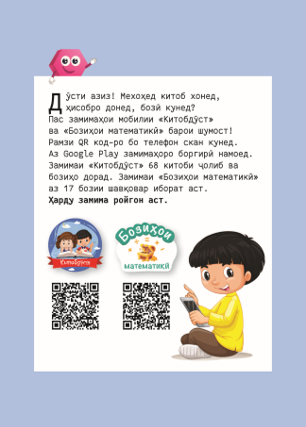 Дӯсти азиз! Мехоҳед китоб хонед,
ҳисобро донед, бозӣ кунед?
Пас замимаҳои мобилии «Китобдӯст»
ва «Бозиҳои математикӣ» барои шумост!
Рамзи QR код-ро бо телефон скан кунед.
Аз Google Play замимаҳоро боргирӣ намоед.
Замимаи «Китобдӯст» 68 китоби ҷолиб ва
бозиҳо дорад. Замимаи «Бозиҳои математикӣ»
аз 17 бозии шавқовар иборат аст.
Ҳарду замима ройгон аст.
Китобдӯст
Бозиҳои
математикӣ